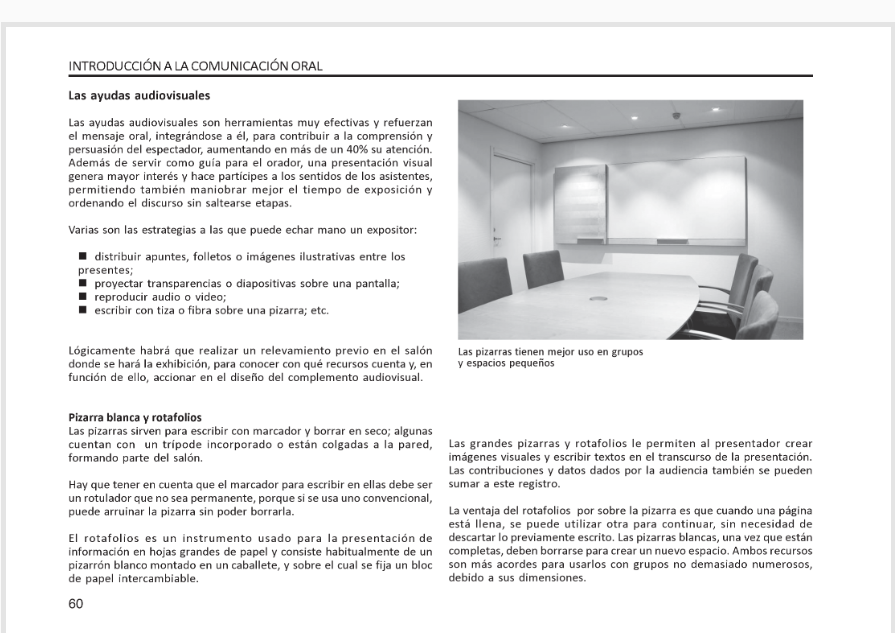 INTRODUCCIÓN A LA COMUNICACIÓN ORAL
Las ayudas audiovisuales
Las ayudas audiovisuales son herramientas muy efectivas y refuerzan
el mensaje oral, integrándose a él, para contribuir a la comprensión y
persuasión del espectador, aumentando en más de un 40% su atención.
Además de servir como guía para el orador, una presentación visual
genera mayor interés y hace partícipes a los sentidos de los asistentes,
permitiendo también maniobrar mejor el tiempo de exposición y
ordenando el discurso sin saltearse etapas.
Varias son las estrategias a las que puede echar mano un expositor:
■ distribuir apuntes, folletos o imágenes ilustrativas entre los
presentes;
■ proyectar transparencias o diapositivas sobre una pantalla;
■ reproducir audio o video;
■ escribir con tiza o fibra sobre una pizarra; etc.
Lógicamente habrá que realizar un relevamiento previo en el salón
donde se hará la exhibición, para conocer con qué recursos cuenta y, en
función de ello, accionar en el diseño del complemento audiovisual.
Pizarra blanca y rotafolios
Las pizarras sirven para escribir con marcador y borrar en seco; algunas
cuentan con un trípode incorporado o están colgadas a la pared,
formando parte del salón.
Hay que tener en cuenta que el marcador para escribir en ellas debe ser
un rotulador que no sea permanente, porque si se usa uno convencional,
puede arruinar la pizarra sin poder borrarla.
El rotafolios es un instrumento usado para la presentación de
información en hojas grandes de papel y consiste habitualmente de un
pizarrón blanco montado en un caballete, y sobre el cual se fija un bloc
de papel intercambiable.
60
Las pizarras tienen mejor uso en grupos
y espacios pequeños
Las grandes pizarras y rotafolios le permiten al presentador crear
imágenes visuales y escribir textos en el transcurso de la presentación.
Las contribuciones y datos dados por la audiencia también se pueden
sumar a este registro.
La ventaja del rotafolios por sobre la pizarra es que cuando una página
está llena, se puede utilizar otra para continuar, sin necesidad de
descartar lo previamente escrito. Las pizarras blancas, una vez que están
completas, deben borrarse para crear un nuevo espacio. Ambos recursos
son más acordes para usarlos con grupos no demasiado numerosos,
debido a sus dimensiones.